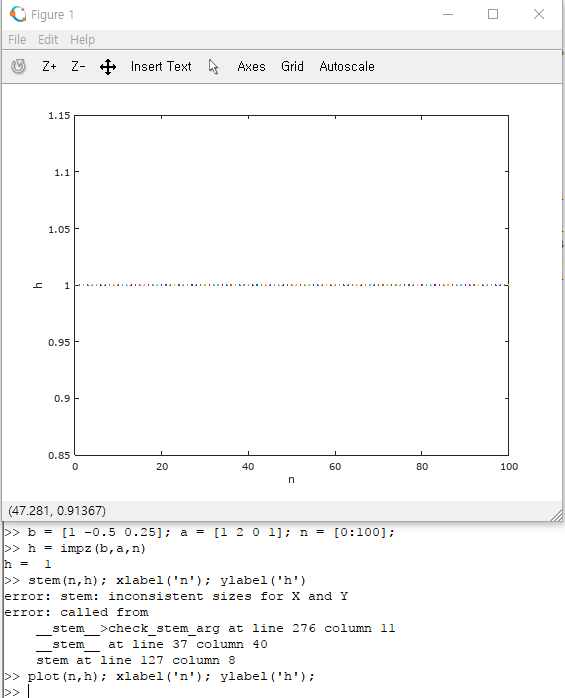 Figure 1
File Edit Help
Z+ Z- Insert Text Axes Grid Autoscale
1.15
1.1
1.05
1
0.95
0.9
0.85
h
0 20 40 60 80 100
n
(47.281, 0.91367)
>> b = [1 -0.5 0.25]; a = [1 2 0 1]; n = [0:100];
>> h = impz(b,a,n)
h = 1
>> stem(n,h); xlabel('n'); ylabel('h')
error: stem: inconsistent sizes for X and Y
error: called from
__stem__>check_stem_arg at line 276 column 11
__stem__ at line 37 column 40
stem at line 127 column 8
>> plot(n,h); xlabel('n'); ylabel('h');
>>